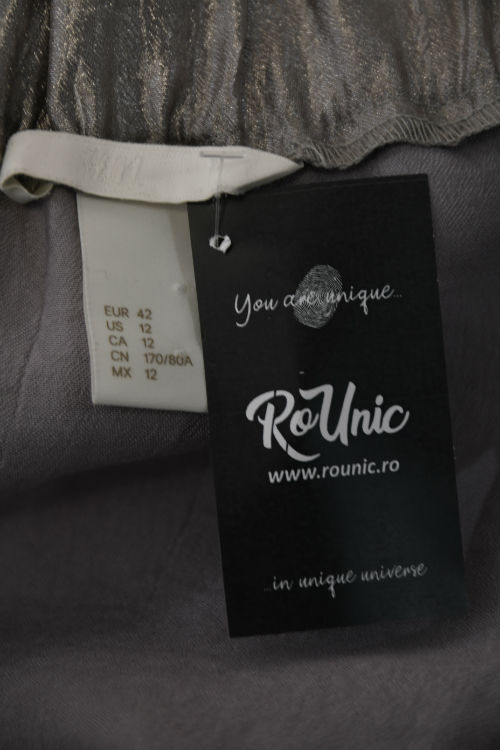 EUR 42
US 12
CA 12
CN 170/80A
MX 12
You are unique...
RoUnic
www.rounic.ro
...in unique universe